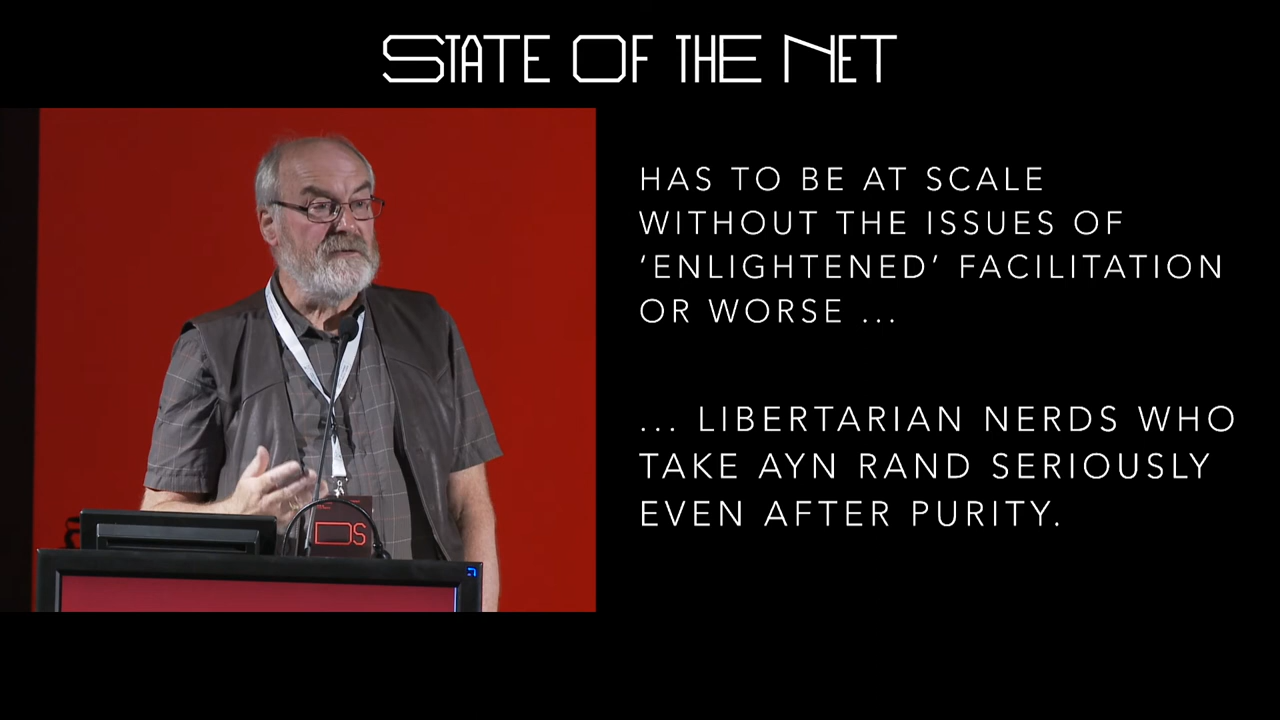 STATE OF THE NET
HAS TO BE AT SCALE
WITHOUT THE ISSUES OF
‘ENLIGHTENED’ FACILITATION
OR WORSE ...
... LIBERTARIAN NERDS WHO
TAKE AYN RAND SERIOUSLY
EVEN AFTER PURITY.